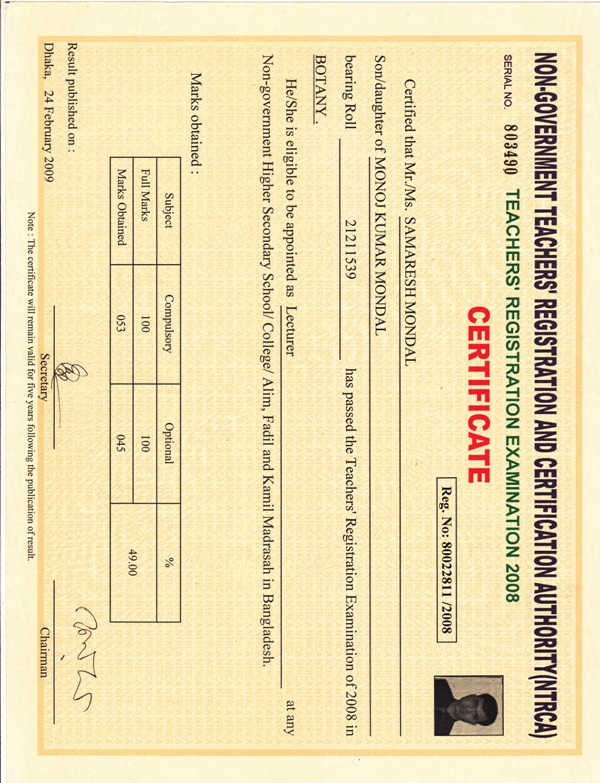 NON-GOVERNMENT TEACHERS' REGISTRATION AND CERTIFICATION AUTHORITY(NTRCA)
SERIAL NO. 803490 TEACHERS' REGISTRATION EXAMINATION 2008
CERTIFICATE
Reg. No: 80022811 /2008
Certified that Mr./Ms. SAMARESH MONDAL
Son/daughter of MONOJ KUMAR MONDAL
bearing Roll 21211539 has passed the Teachers' Registration Examination of 2008 in
BOTANY .
He/She is eligible to be appointed as Lecturer at any
Non-government Higher Secondary School/ College/ Alim, Fadil and Kamil Madrasah in Bangladesh.
Marks obtained :
Subject Compulsory Optional %
Full Marks 100 100 49.00
Marks Obtained 053 045
Result published on :
Dhaka, 24 February 2009
Secretary Chairman
Note : The certificate will remain valid for five years following the publication of result.